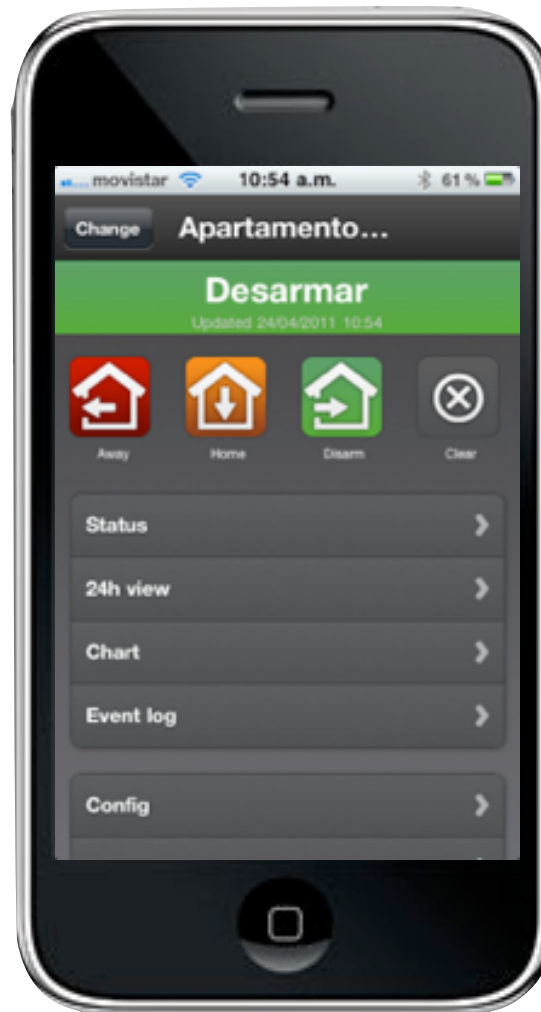 movistar 10:54 a.m. 61 %
Change Apartamento...
Desarmar
Updated 24/04/2011 10:54
Away Home Disarm Clear
Status
24h view
Chart
Event log
Config